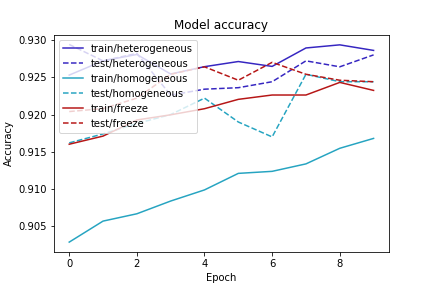 Model accuracy
0.930
0.925
0.920
0.915
0.910
0.905
Accuracy
train/heterogeneous
test/heterogeneous
train/homogeneous
test/homogeneous
train/freeze
test/freeze
0 2 4 6 8
Epoch